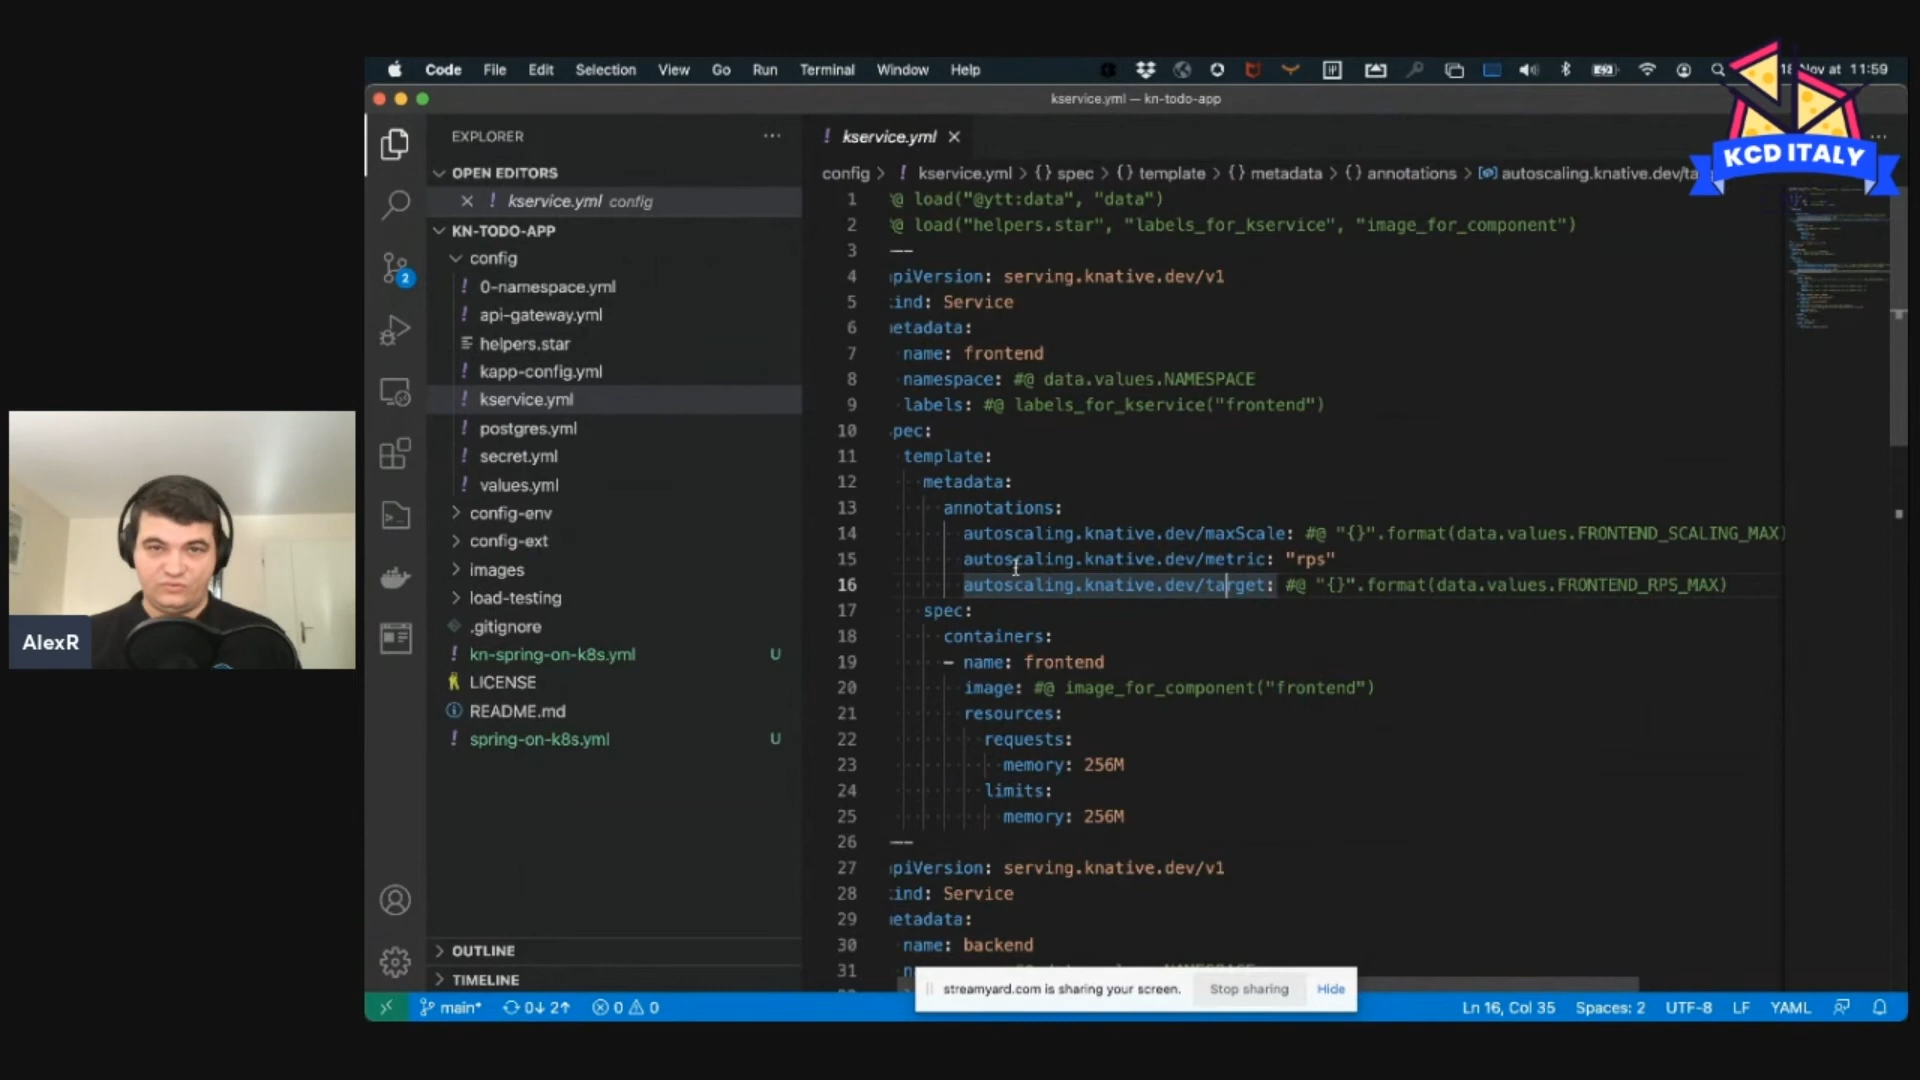 Code File Edit Selection View Go Run Terminal Window Help
Nov at 11:59
KCD ITALY
kservice.yml — kn-todo-app
EXPLORER
OPEN EDITORS
kservice.yml config
KN-TODO-APP
config
0-namespace.yml
api-gateway.yml
helpers.star
kapp-config.yml
kservice.yml
postgres.yml
secret.yml
values.yml
config-env
config-ext
images
load-testing
.gitignore
kn-spring-on-k8s.yml U
LICENSE
README.md
spring-on-k8s.yml U
OUTLINE
TIMELINE
2
! kservice.yml
config > ! kservice.yml > {} spec > {} template > {} metadata > {} annotations > autoscaling.knative.dev/ta
1 @ load("@ytt:data", "data")
2 @ load("helpers.star", "labels_for_kservice", "image_for_component")
3 --
4 piVersion: serving.knative.dev/v1
5 ind: Service
6 etadata:
7 name: frontend
8 namespace: #@ data.values.NAMESPACE
9 labels: #@ labels_for_kservice("frontend")
10 pec:
11 template:
12 metadata:
13 annotations:
14 autoscaling.knative.dev/maxScale: #@ "{}".format(data.values.FRONTEND_SCALING_MAX)
15 autoscaling.knative.dev/metric: "rps"
16 autoscaling.knative.dev/target: #@ "{}".format(data.values.FRONTEND_RPS_MAX)
17 spec:
18 containers:
19 - name: frontend
20 image: #@ image_for_component("frontend")
21 resources:
22 requests:
23 memory: 256M
24 limits:
25 memory: 256M
26 --
27 piVersion: serving.knative.dev/v1
28 ind: Service
29 etadata:
30 name: backend
31
streamyard.com is sharing your screen. Stop sharing Hide
main* 0↓ 2↑ 0 0 Ln 16, Col 35 Spaces: 2 UTF-8 LF YAML
AlexR